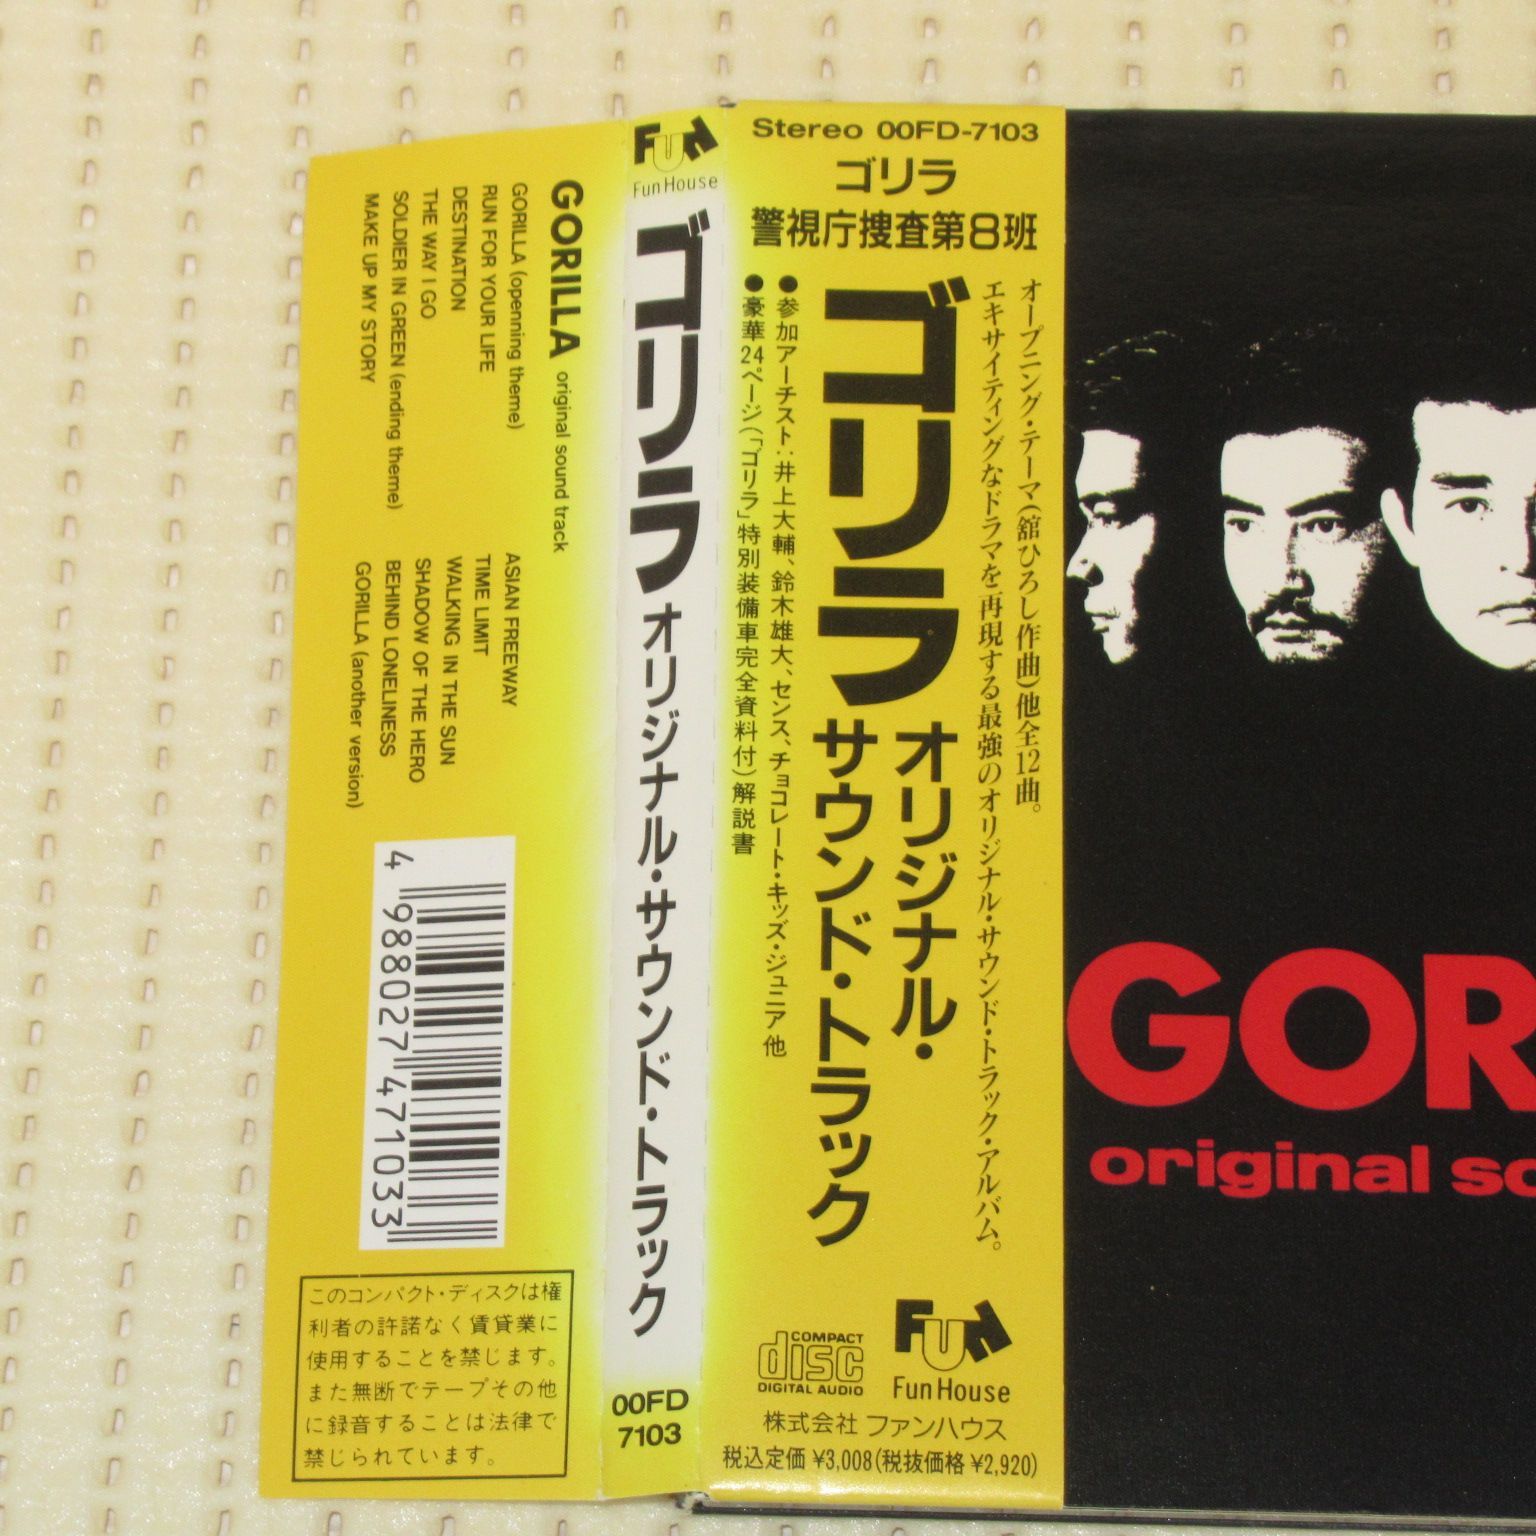 GORILLA original sound track
GORILLA (openning theme)
RUN FOR YOUR LIFE
DESTINATION
THE WAY I GO
SOLDIER IN GREEN (ending theme)
MAKE UP MY STORY
ASIAN FREEWAY
TIME LIMIT
WALKING IN THE SUN
SHADOW OF THE HERO
BEHIND LONELINESS
GORILLA (another version)
4 988027 471033
このコンパクト・ディスクは権
利者の許諾なく賃貸業に
使用することを禁じます。
また無断でテープその他
に録音することは法律で
禁じられています。
Fun
Fun House
ゴリラ オリジナル・サウンド・トラック
00FD
7103
Stereo 00FD-7103
ゴリラ
警視庁捜査第8班
オープニング・テーマ(舘ひろし作曲)他全12曲。
エキサイティングなドラマを再現する最強のオリジナル・サウンド・トラック・アルバム。
ゴリラ オリジナル・
サウンド・トラック
●参加アーチスト:井上大輔、鈴木雄大、センス、チョコレート・キッズ・ジュニア 他
●豪華24ページ(「ゴリラ」特別装備車完全資料付)解説書
COMPACT
disc
DIGITAL AUDIO
Fun
Fun House
株式会社 ファンハウス
税込定価 ¥3,008(税抜価格 ¥2,920)
GOR
original so